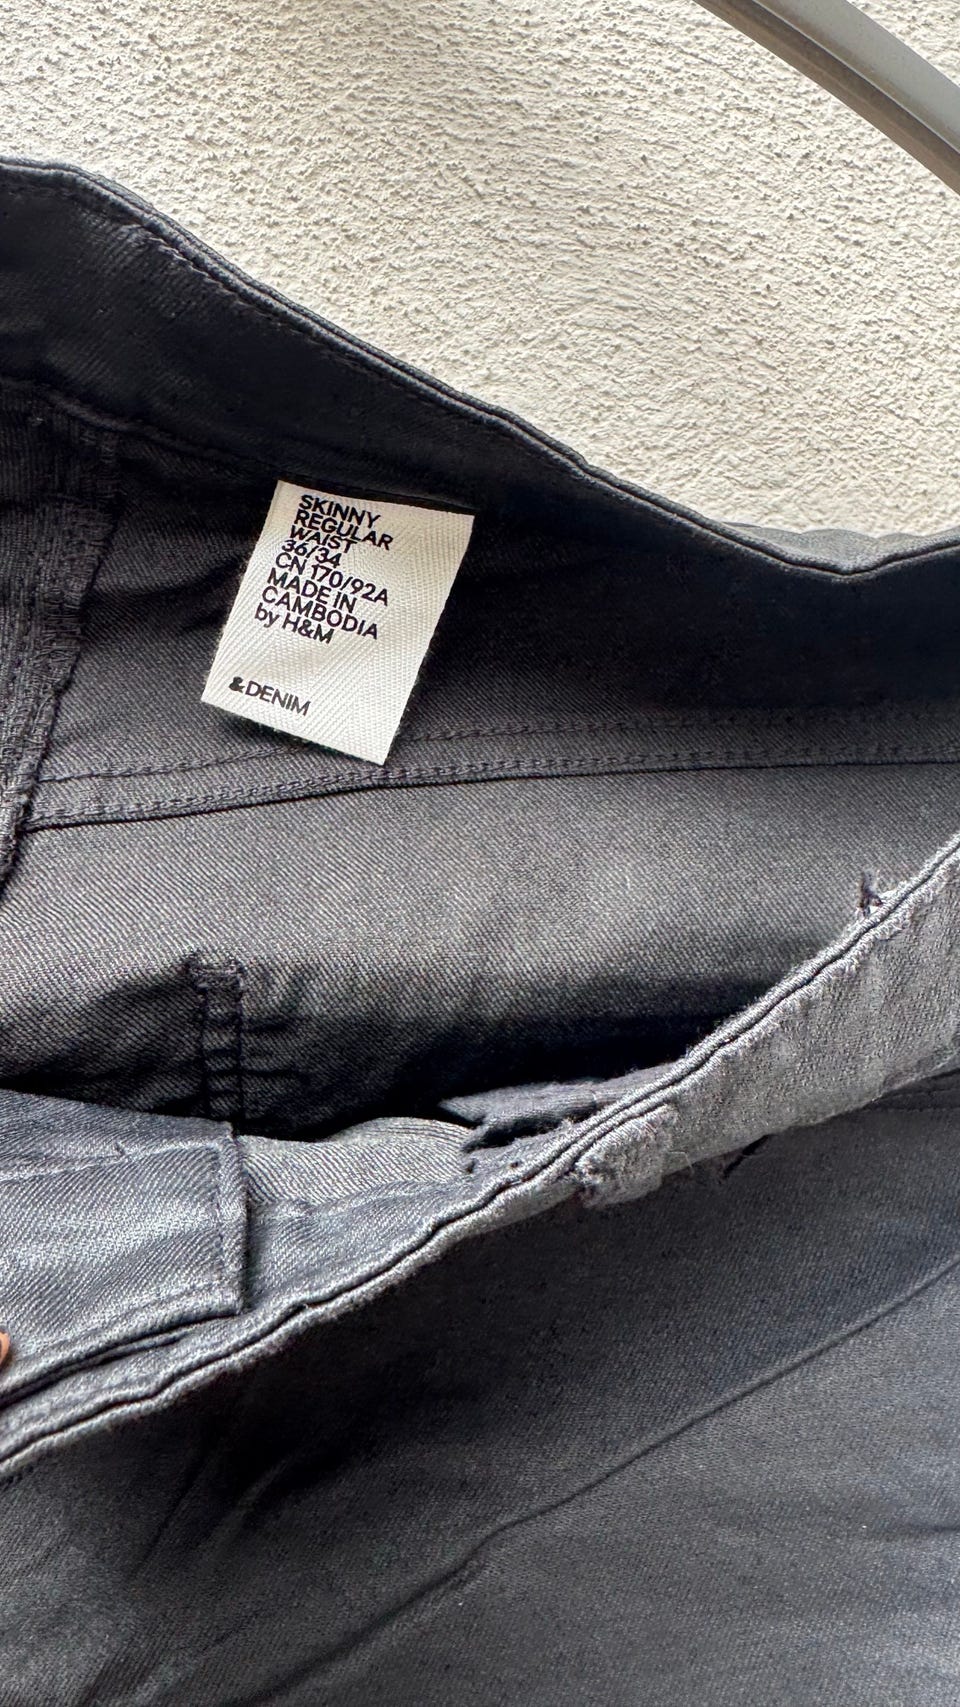 SKINNY
REGULAR
WAIST
36/34
CN 170/92A
MADE IN
CAMBODIA
by H&M
&DENIM